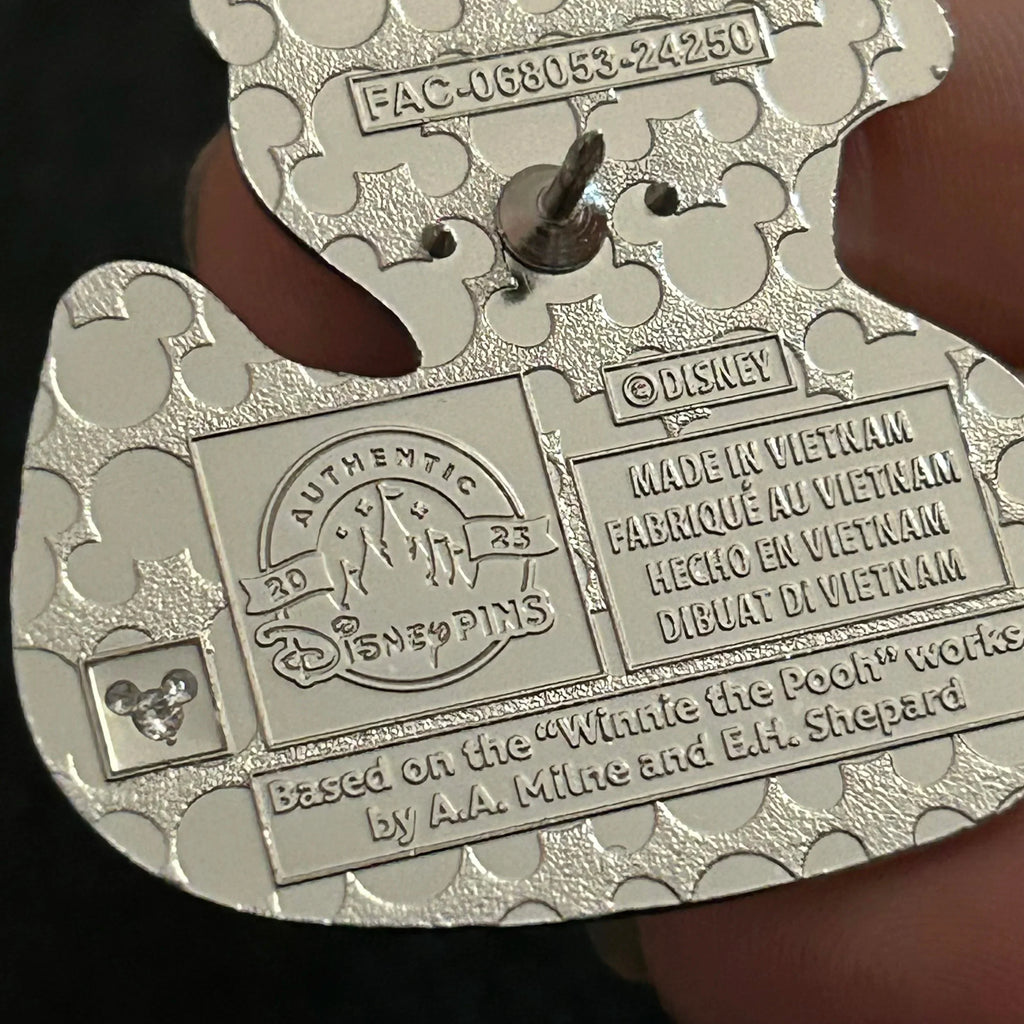 FAC-068053-24250
©DISNEY
AUTHENTIC
20 23
DISNEY PINS
MADE IN VIETNAM
FABRIQUÉ AU VIETNAM
HECHO EN VIETNAM
DIBUAT DI VIETNAM
Based on the “Winnie the Pooh” works
by A.A. Milne and E.H. Shepard